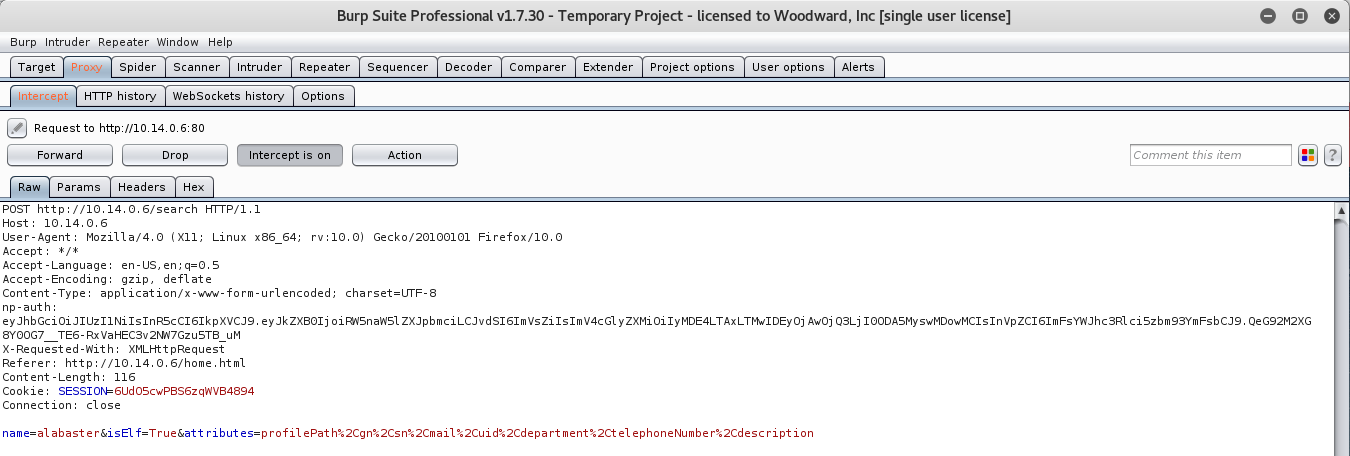 Burp Suite Professional v1.7.30 - Temporary Project - licensed to Woodward, Inc [single user license]
Burp Intruder Repeater Window Help
Target Proxy Spider Scanner Intruder Repeater Sequencer Decoder Comparer Extender Project options User options Alerts
Intercept HTTP history WebSockets history Options
Request to http://10.14.0.6:80
Forward Drop Intercept is on Action Comment this item ?
Raw Params Headers Hex
POST http://10.14.0.6/search HTTP/1.1
Host: 10.14.0.6
User-Agent: Mozilla/4.0 (X11; Linux x86_64; rv:10.0) Gecko/20100101 Firefox/10.0
Accept: */*
Accept-Language: en-US,en;q=0.5
Accept-Encoding: gzip, deflate
Content-Type: application/x-www-form-urlencoded; charset=UTF-8
np-auth:
eyJhbGciOiJIUzI1NiIsInR5cCI6IkpXVCJ9.eyJkZXB0IjoiRW5naW5lZXJpbmciLCJvdSI6ImVsZiIsImV4cGlyZXMiOiIyMDE4LTAxLTMwIDEyOjAwOjQ3LjI0ODA5MyswMDowMCIsInVpZCI6ImFsYWJhc3Rlci5zbm93YmFsbCJ9.QeG92M2XG
8Y0OG7__TE6-RxVaHEC3v2NW7Gzu5TB_uM
X-Requested-With: XMLHttpRequest
Referer: http://10.14.0.6/home.html
Content-Length: 116
Cookie: SESSION=6UdO5cwPBS6zqWVB4894
Connection: close
name=alabaster&isElf=True&attributes=profilePath%2Cgn%2Csn%2Cmail%2Cuid%2Cdepartment%2CtelephoneNumber%2Cdescription